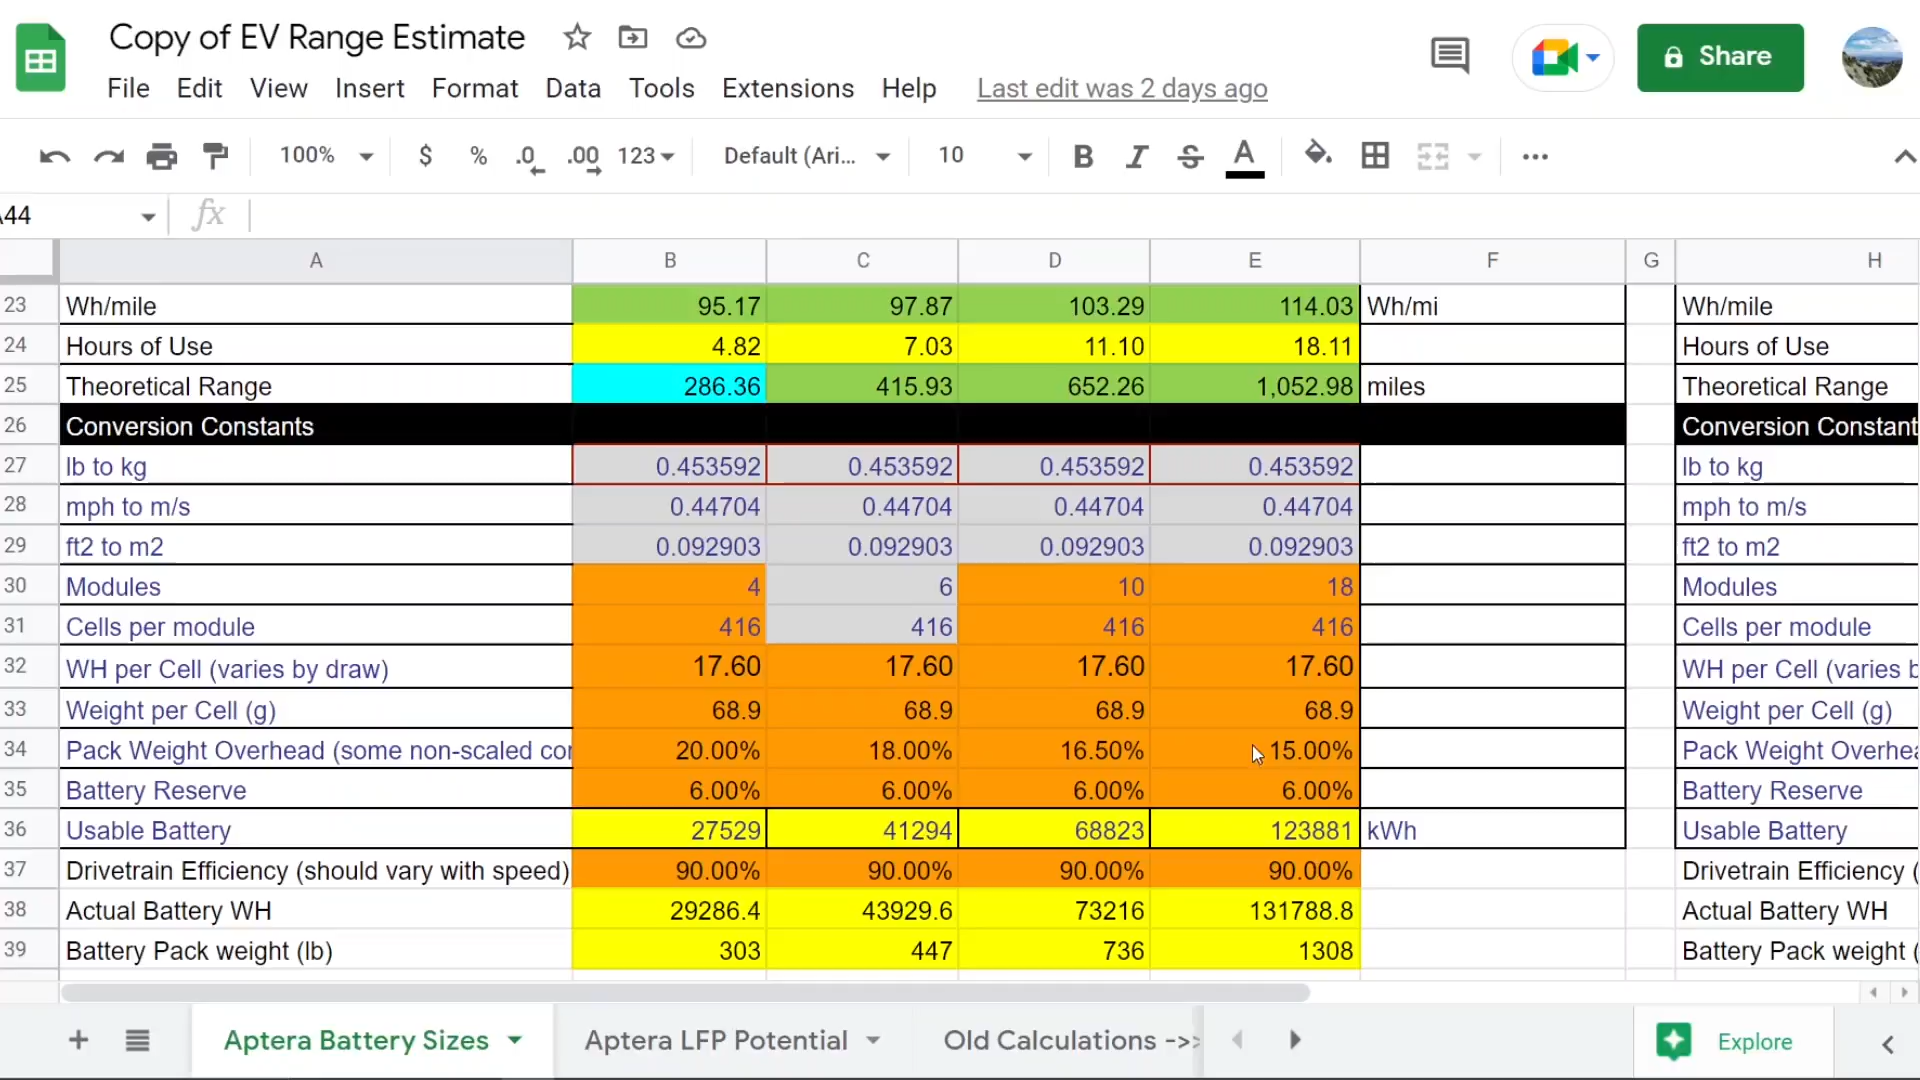 Copy of EV Range Estimate
Share
File Edit View Insert Format Data Tools Extensions Help Last edit was 2 days ago
100% $ % .0 .00 123 Default (Ari... 10 B I S A
A44 fx
A B C D E F G H
23 Wh/mile 95.17 97.87 103.29 114.03 Wh/mi Wh/mile
24 Hours of Use 4.82 7.03 11.10 18.11 Hours of Use
25 Theoretical Range 286.36 415.93 652.26 1,052.98 miles Theoretical Range
26 Conversion Constants Conversion Constant
27 lb to kg 0.453592 0.453592 0.453592 0.453592 lb to kg
28 mph to m/s 0.44704 0.44704 0.44704 0.44704 mph to m/s
29 ft2 to m2 0.092903 0.092903 0.092903 0.092903 ft2 to m2
30 Modules 4 6 10 18 Modules
31 Cells per module 416 416 416 416 Cells per module
32 WH per Cell (varies by draw) 17.60 17.60 17.60 17.60 WH per Cell (varies b
33 Weight per Cell (g) 68.9 68.9 68.9 68.9 Weight per Cell (g)
34 Pack Weight Overhead (some non-scaled cor 20.00% 18.00% 16.50% 15.00% Pack Weight Overhea
35 Battery Reserve 6.00% 6.00% 6.00% 6.00% Battery Reserve
36 Usable Battery 27529 41294 68823 123881 kWh Usable Battery
37 Drivetrain Efficiency (should vary with speed) 90.00% 90.00% 90.00% 90.00% Drivetrain Efficiency (
38 Actual Battery WH 29286.4 43929.6 73216 131788.8 Actual Battery WH
39 Battery Pack weight (lb) 303 447 736 1308 Battery Pack weight (
Aptera Battery Sizes Aptera LFP Potential Old Calculations ->> Explore